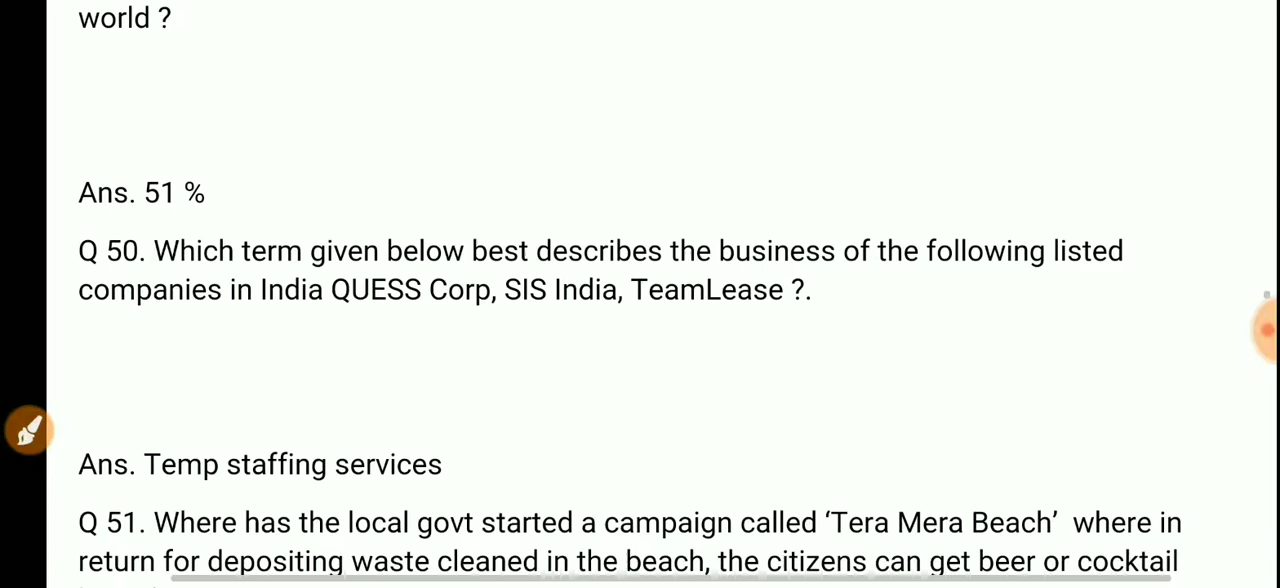 world ?
Ans. 51 %
Q 50. Which term given below best describes the business of the following listed
companies in India QUESS Corp, SIS India, TeamLease ?.
Ans. Temp staffing services
Q 51. Where has the local govt started a campaign called ‘Tera Mera Beach’  where in
return for depositing waste cleaned in the beach, the citizens can get beer or cocktail